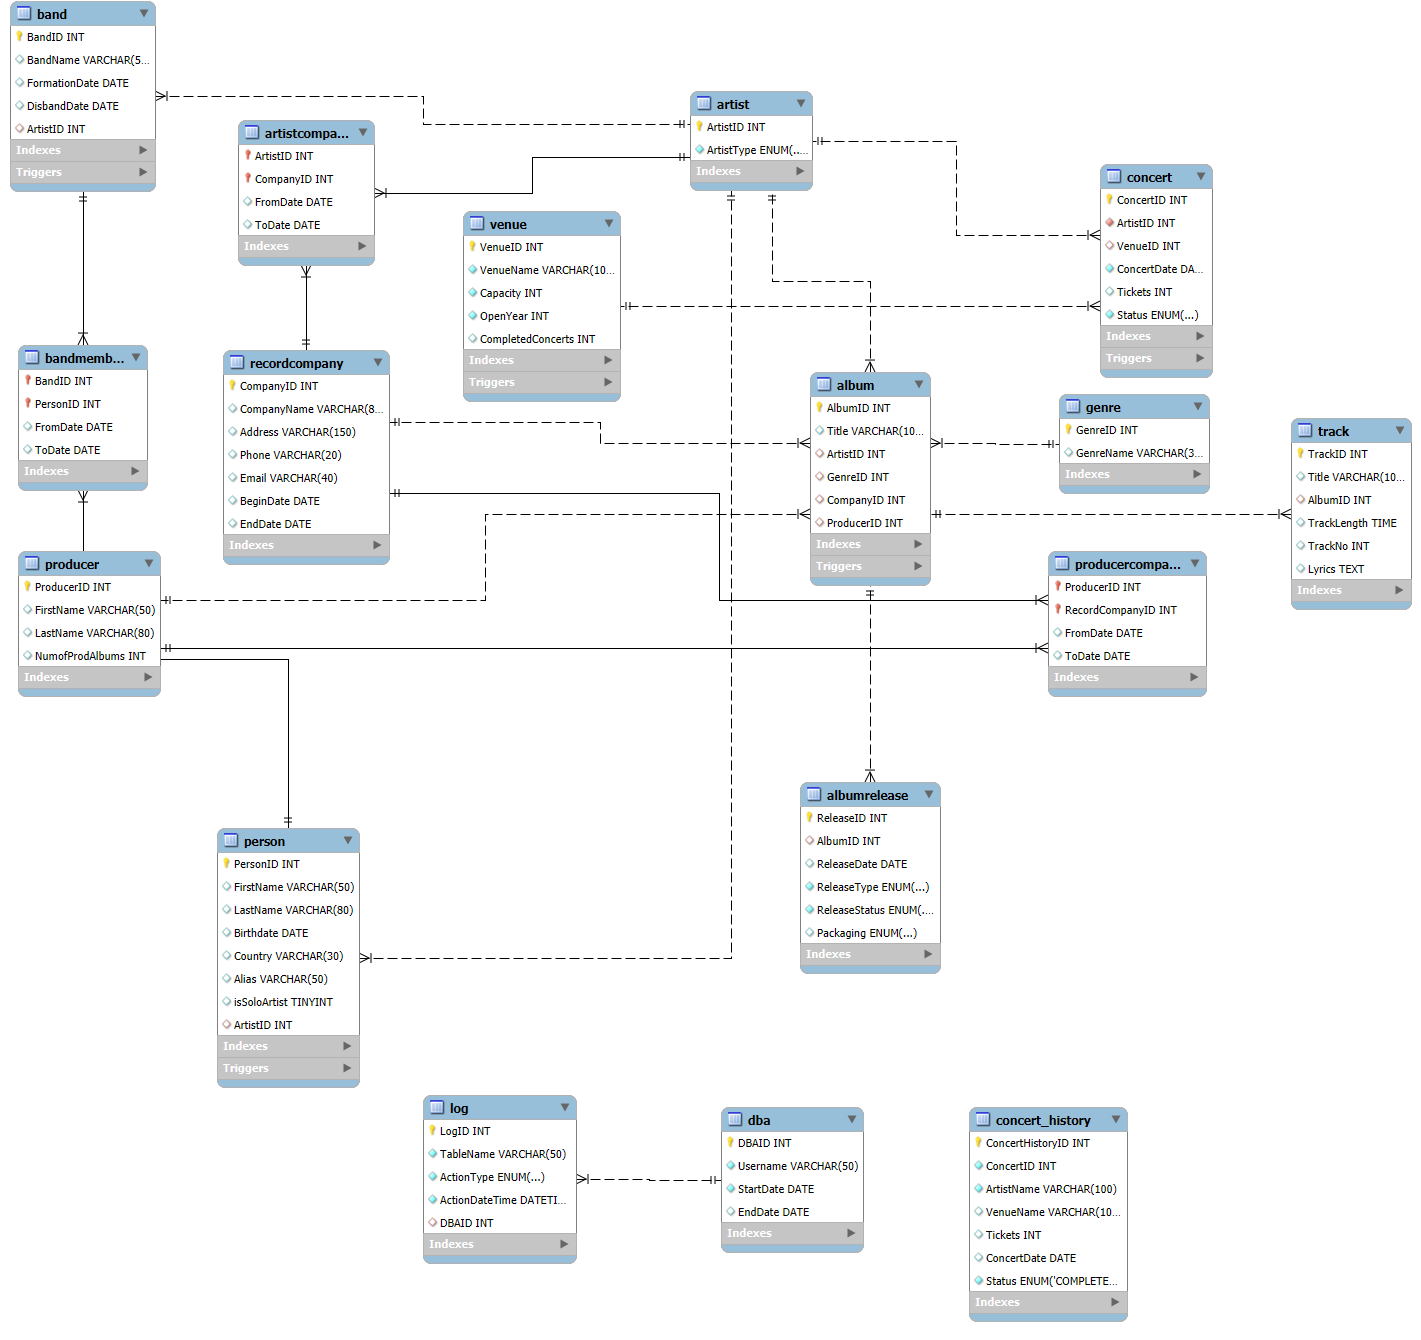 band
BandID INT
BandName VARCHAR(5...
FormationDate DATE
DisbandDate DATE
ArtistID INT
Indexes
Triggers
artistcompa...
ArtistID INT
CompanyID INT
FromDate DATE
ToDate DATE
Indexes
artist
ArtistID INT
ArtistType ENUM(...
Indexes
venue
VenueID INT
VenueName VARCHAR(10...
Capacity INT
OpenYear INT
CompletedConcerts INT
Indexes
Triggers
concert
ConcertID INT
ArtistID INT
VenueID INT
ConcertDate DA...
Tickets INT
Status ENUM(...)
Indexes
Triggers
bandmemb...
BandID INT
PersonID INT
FromDate DATE
ToDate DATE
Indexes
recordcompany
CompanyID INT
CompanyName VARCHAR(8...
Address VARCHAR(150)
Phone VARCHAR(20)
Email VARCHAR(40)
BeginDate DATE
EndDate DATE
Indexes
album
AlbumID INT
Title VARCHAR(10...
ArtistID INT
GenreID INT
CompanyID INT
ProducerID INT
Indexes
Triggers
genre
GenreID INT
GenreName VARCHAR(3...
Indexes
track
TrackID INT
Title VARCHAR(10...
AlbumID INT
TrackLength TIME
TrackNo INT
Lyrics TEXT
Indexes
producer
ProducerID INT
FirstName VARCHAR(50)
LastName VARCHAR(80)
NumofProdAlbums INT
Indexes
producercompa...
ProducerID INT
RecordCompanyID INT
FromDate DATE
ToDate DATE
Indexes
person
PersonID INT
FirstName VARCHAR(50)
LastName VARCHAR(80)
Birthdate DATE
Country VARCHAR(30)
Alias VARCHAR(50)
isSoloArtist TINYINT
ArtistID INT
Indexes
Triggers
albumrelease
ReleaseID INT
AlbumID INT
ReleaseDate DATE
ReleaseType ENUM(...)
ReleaseStatus ENUM(....
Packaging ENUM(...)
Indexes
log
LogID INT
TableName VARCHAR(50)
ActionType ENUM(...)
ActionDateTime DATETI...
DBAID INT
Indexes
dba
DBAID INT
Username VARCHAR(50)
StartDate DATE
EndDate DATE
Indexes
concert_history
ConcertHistoryID INT
ConcertID INT
ArtistName VARCHAR(100)
VenueName VARCHAR(10...
Tickets INT
ConcertDate DATE
Status ENUM('COMPLETE...
Indexes